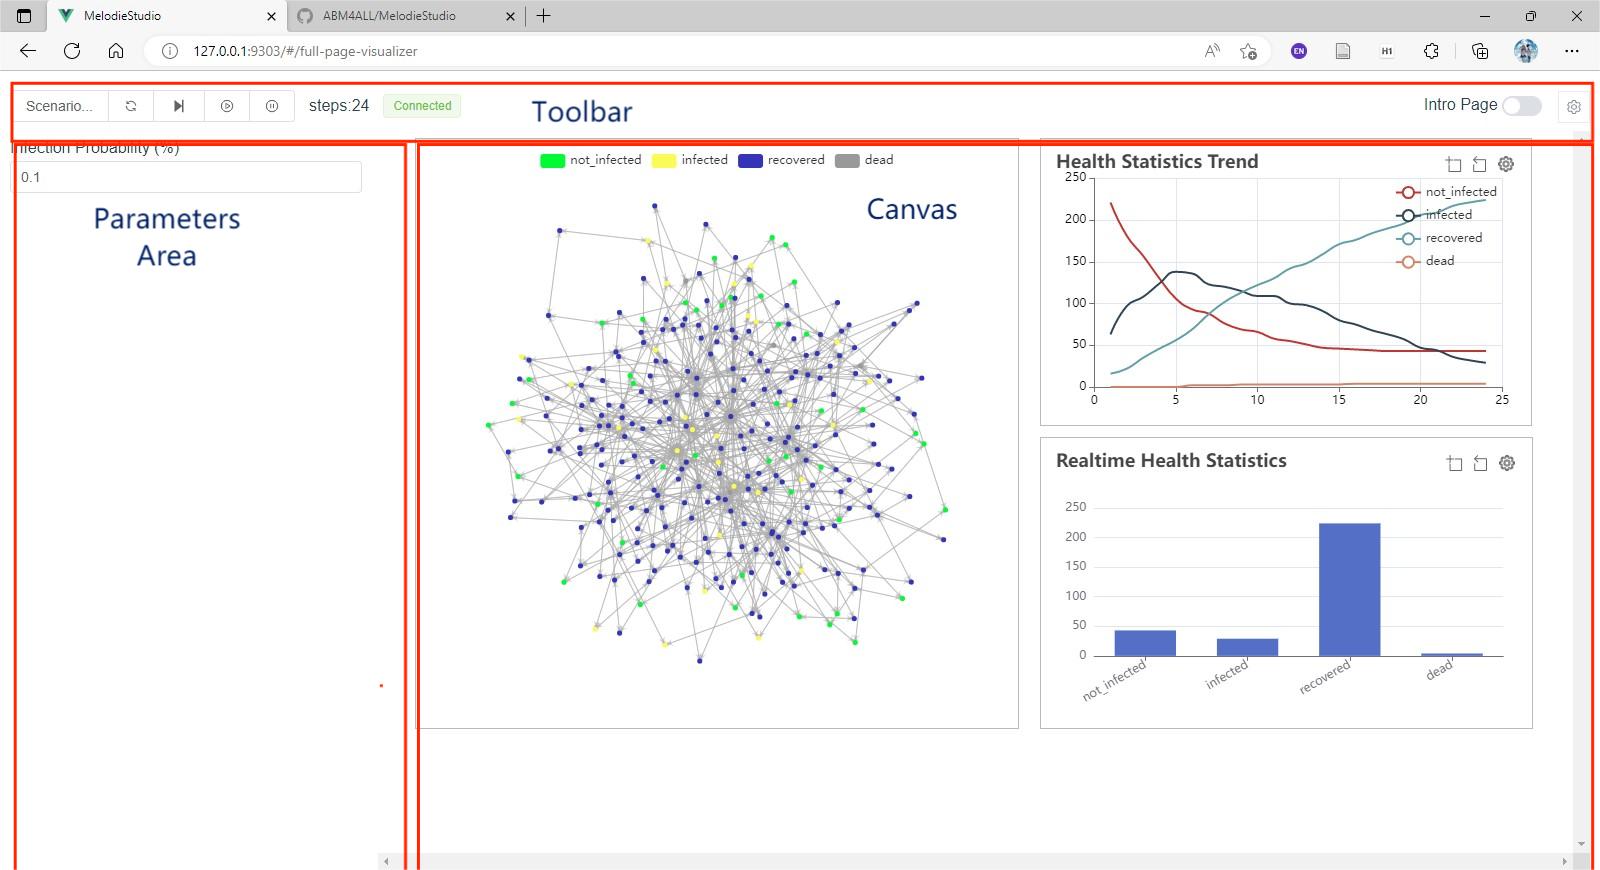 MelodieStudio
ABM4ALL/MelodieStudio
127.0.0.1:9303/#/full-page-visualizer
EN
H1
Scenario...
steps:24
Connected
Toolbar
Intro Page
Infection Probability (%)
0.1
Parameters
Area
not_infected
infected
recovered
dead
Canvas
Health Statistics Trend
not_infected
infected
recovered
dead
250
200
150
100
50
0
0
5
10
15
20
25
Realtime Health Statistics
250
200
150
100
50
0
not_infected
infected
recovered
dead